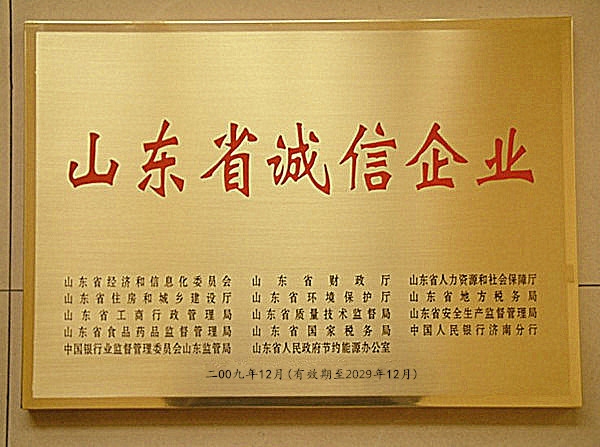 山东省诚信企业
山东省经济和信息化委员会 山东省财政厅 山东省人力资源和社会保障厅
山东省住房和城乡建设厅 山东省环境保护厅 山东省地方税务局
山东省工商行政管理局 山东省质量技术监督局 山东省安全生产监督管理局
山东省食品药品监督管理局 山东省国家税务局 中国人民银行济南分行
中国银行业监督管理委员会山东监管局 山东省人民政府节约能源办公室
二00九年12月(有效期至2029年12月)